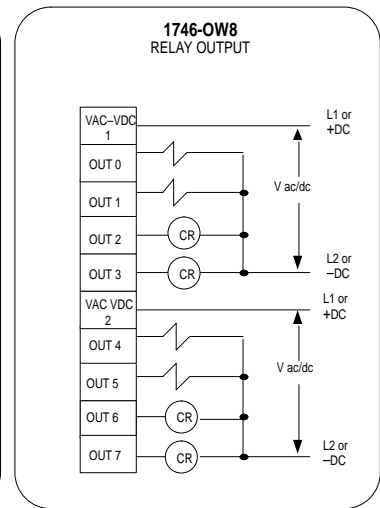 1746-OW8
RELAY OUTPUT
VAC–VDC
1
L1 or
+DC
OUT 0
OUT 1
V ac/dc
OUT 2
CR
OUT 3
CR
L2 or
–DC
VAC VDC
2
L1 or
+DC
OUT 4
OUT 5
V ac/dc
OUT 6
CR
OUT 7
CR
L2 or
–DC